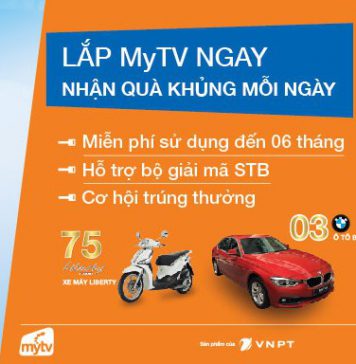 LẮP MyTV NGAY
NHẬN QUÀ KHỦNG MỖI NGÀY
Miễn phí sử dụng đến 06 tháng
Hỗ trợ bộ giải mã STB
Cơ hội trúng thưởng
03
Ô TÔ B
75
XE MÁY LIBERTY
mytv
Sản phẩm của VNPT